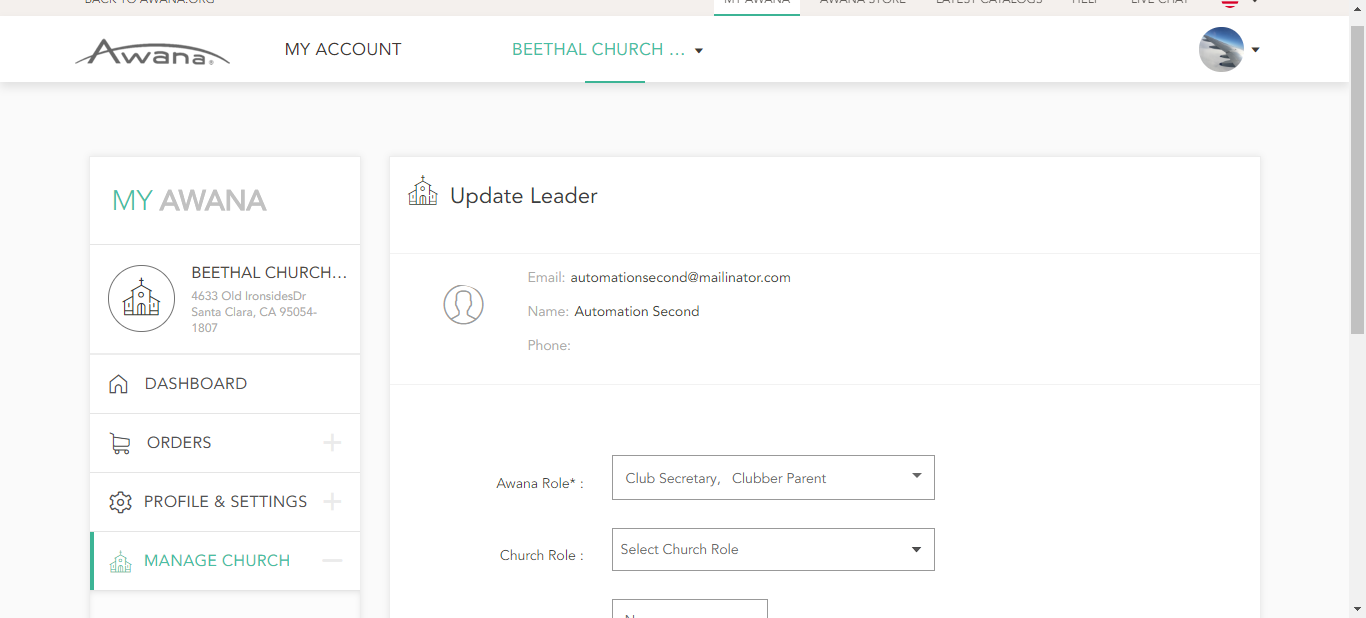 BACK TO AWANA.ORG
MY AWANA
AWANA STORE
LATEST CATALOGS
HELP
LIVE CHAT
Awana®
MY ACCOUNT
BEETHAL CHURCH ...
MY AWANA
BEETHAL CHURCH...
4633 Old IronsidesDr
Santa Clara, CA 95054-
1807
DASHBOARD
ORDERS
PROFILE & SETTINGS
MANAGE CHURCH
Update Leader
Email: automationsecond@mailinator.com
Name: Automation Second
Phone:
Awana Role* : Club Secretary, Clubber Parent
Church Role : Select Church Role